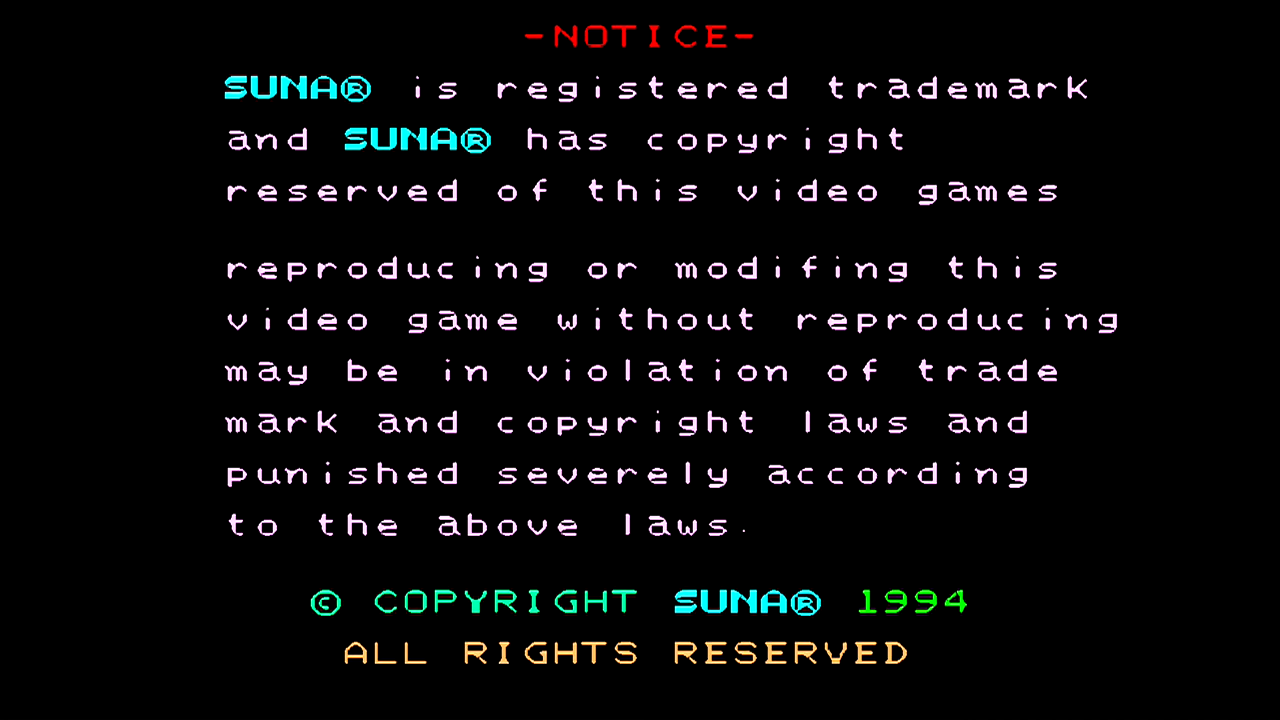 -NOTICE-
SUNA® is registered trademark
and SUNA® has copyright
reserved of this video games
reproducing or modifing this
video game without reproducing
may be in violation of trade
mark and copyright laws and
punished severely according
to the above laws.
© COPYRIGHT SUNA® 1994
ALL RIGHTS RESERVED